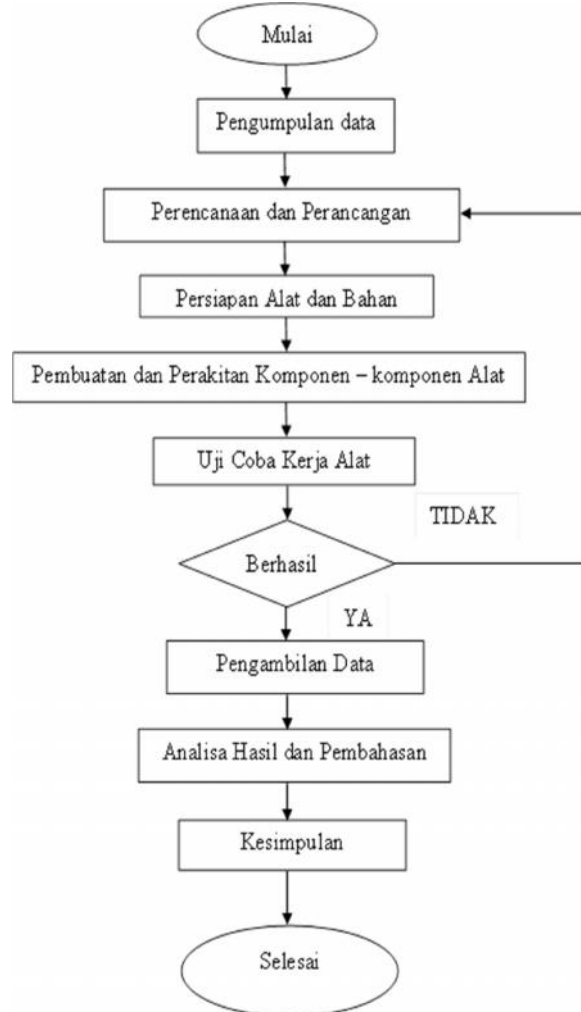 Mulai
Pengumpulan data
Perencanaan dan Perancangan
Persiapan Alat dan Bahan
Pembuatan dan Perakitan Komponen – komponen Alat
Uji Coba Kerja Alat
TIDAK
Berhasil
YA
Pengambilan Data
Analisa Hasil dan Pembahasan
Kesimpulan
Selesai